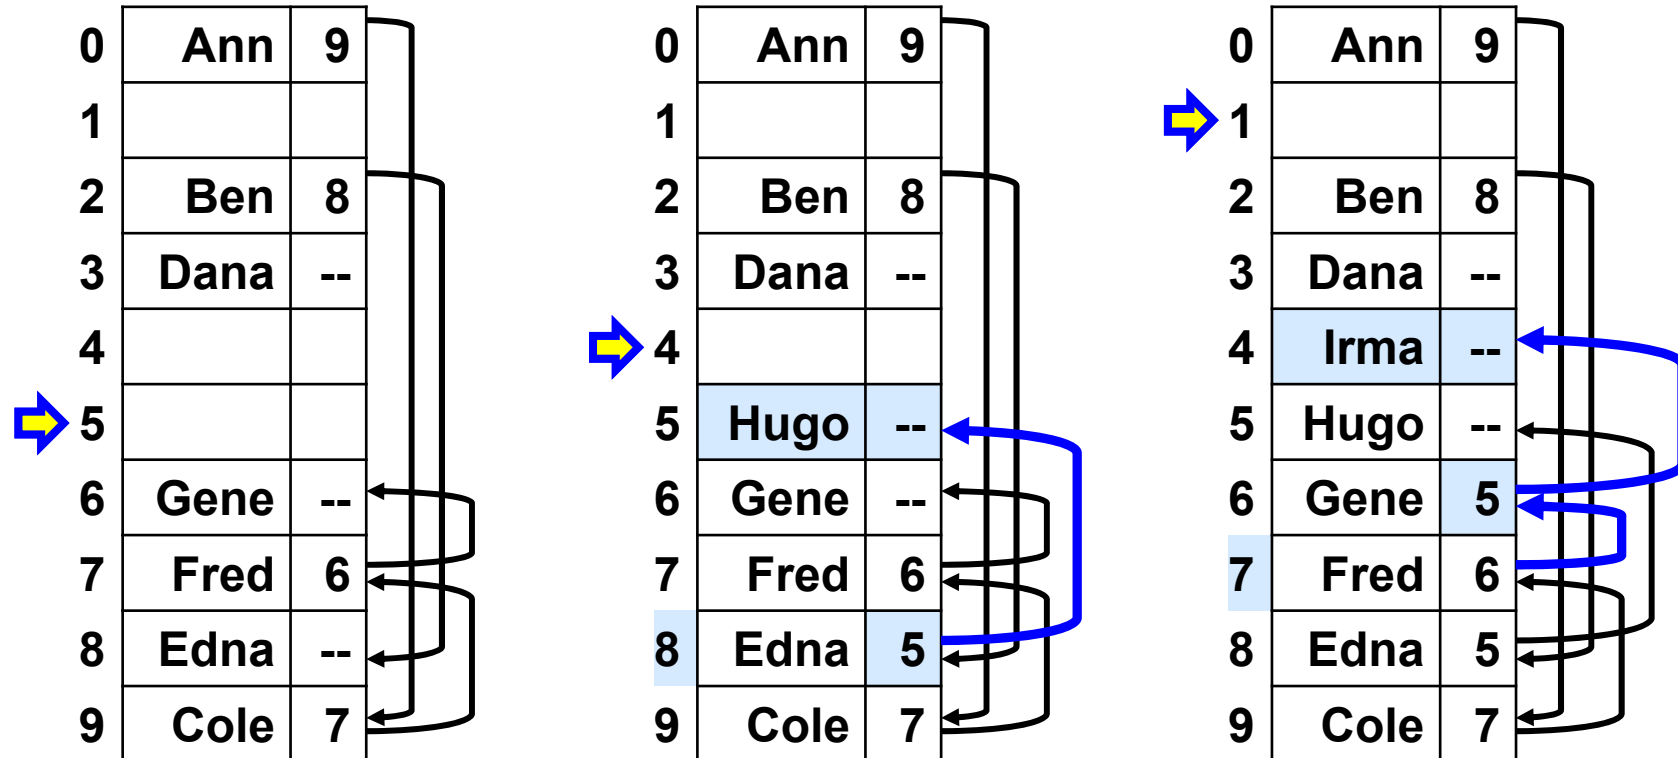 0 Ann 9 0 Ann 9 0 Ann 9
1 1 1
2 Ben 8 2 Ben 8 2 Ben 8
3 Dana -- 3 Dana -- 3 Dana --
4 4 4 Irma --
5 5 Hugo -- 5 Hugo --
6 Gene -- 6 Gene -- 6 Gene 5
7 Fred 6 7 Fred 6 7 Fred 6
8 Edna -- 8 Edna 5 8 Edna 5
9 Cole 7 9 Cole 7 9 Cole 7